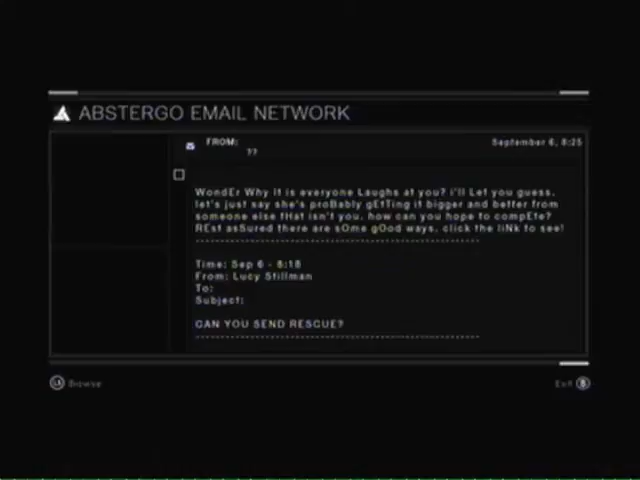 ABSTERGO EMAIL NETWORK
FROM: September 6, 8:25
??
WondEr Why it is everyone Laughs at you? i'll Let you guess.
let's just say she's proBably gEtTing it bigger and better from
someone else tHat isn't you. how can you hope to compEte?
REst asSured there are sOme gOod ways. click the liNk to see!
Time: Sep 6 - 8:18
From: Lucy Stillman
To:
Subject:
CAN YOU SEND RESCUE?
LS Browse Exit B